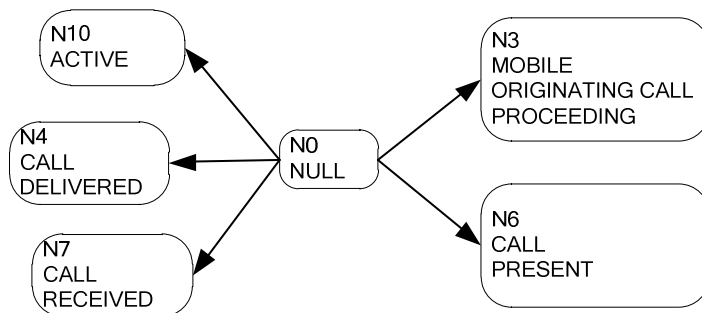 N10
ACTIVE
N4
CALL
DELIVERED
N7
CALL
RECEIVED
N0
NULL
N3
MOBILE
ORIGINATING CALL
PROCEEDING
N6
CALL
PRESENT